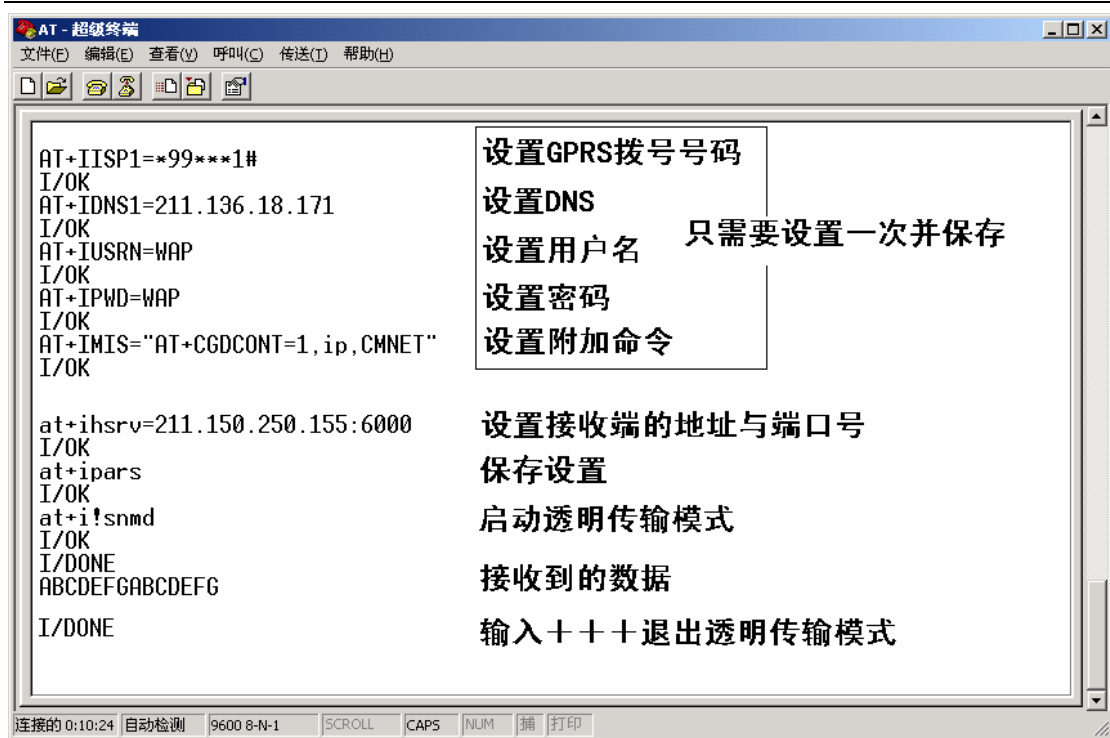 AT - 超级终端
文件(F) 编辑(E) 查看(V) 呼叫(C) 传送(T) 帮助(H)
AT+IISP1=*99***1# 设置GPRS拨号号码
I/OK
AT+IDNS1=211.136.18.171 设置DNS
I/OK 只需要设置一次并保存
AT+IUSRN=WAP 设置用户名
I/OK
AT+IPWD=WAP 设置密码
I/OK
AT+IMIS="AT+CGDCONT=1,ip,CMNET" 设置附加命令
I/OK
at+ihsrv=211.150.250.155:6000 设置接收端的地址与端口号
I/OK
at+ipars 保存设置
I/OK
at+i!snmd 启动透明传输模式
I/OK
I/DONE
ABCDEFGABCDEFG 接收到的数据
I/DONE 输入＋＋＋退出透明传输模式
连接的 0:10:24 自动检测 9600 8-N-1 SCROLL CAPS NUM 捕 打印